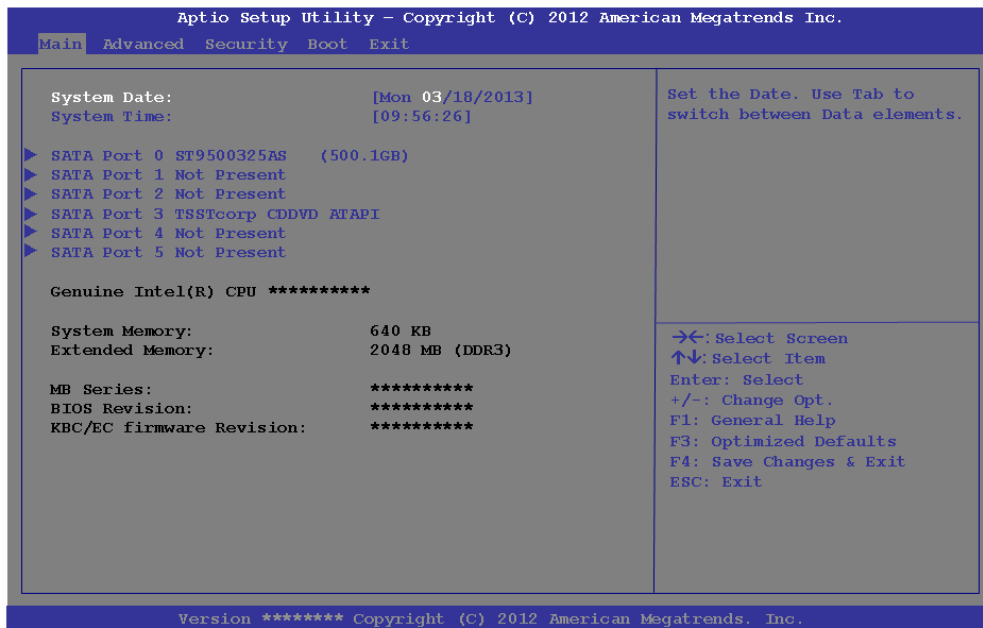 Aptio Setup Utility – Copyright (C) 2012 American Megatrends Inc.
Main Advanced Security Boot Exit
System Date: [Mon 03/18/2013]
System Time: [09:56:26]
SATA Port 0 ST9500325AS (500.1GB)
SATA Port 1 Not Present
SATA Port 2 Not Present
SATA Port 3 TSSTcorp CDDVD ATAPI
SATA Port 4 Not Present
SATA Port 5 Not Present
Genuine Intel(R) CPU **********
System Memory: 640 KB
Extended Memory: 2048 MB (DDR3)
MB Series: **********
BIOS Revision: **********
KBC/EC firmware Revision: **********
Set the Date. Use Tab to
switch between Data elements.
→←: Select Screen
↑↓: Select Item
Enter: Select
+/-: Change Opt.
F1: General Help
F3: Optimized Defaults
F4: Save Changes & Exit
ESC: Exit
Version ******** Copyright (C) 2012 American Megatrends. Inc.